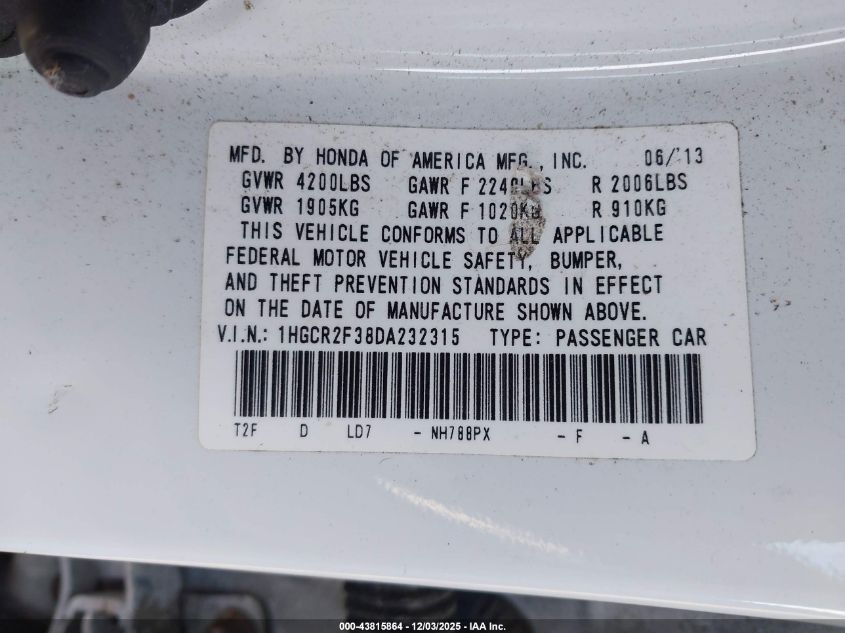 MFD. BY HONDA OF AMERICA MFG., INC. 06/13
GVWR 4200LBS GAWR F 2249LBS R 2006LBS
GVWR 1905KG GAWR F 1020KG R 910KG
THIS VEHICLE CONFORMS TO ALL APPLICABLE
FEDERAL MOTOR VEHICLE SAFETY, BUMPER,
AND THEFT PREVENTION STANDARDS IN EFFECT
ON THE DATE OF MANUFACTURE SHOWN ABOVE.
V.I.N.: 1HGCR2F38DA232315 TYPE: PASSENGER CAR
T2F D LD7 - NH788PX - F - A
000-43815864 - 12/03/2025 - IAA Inc.